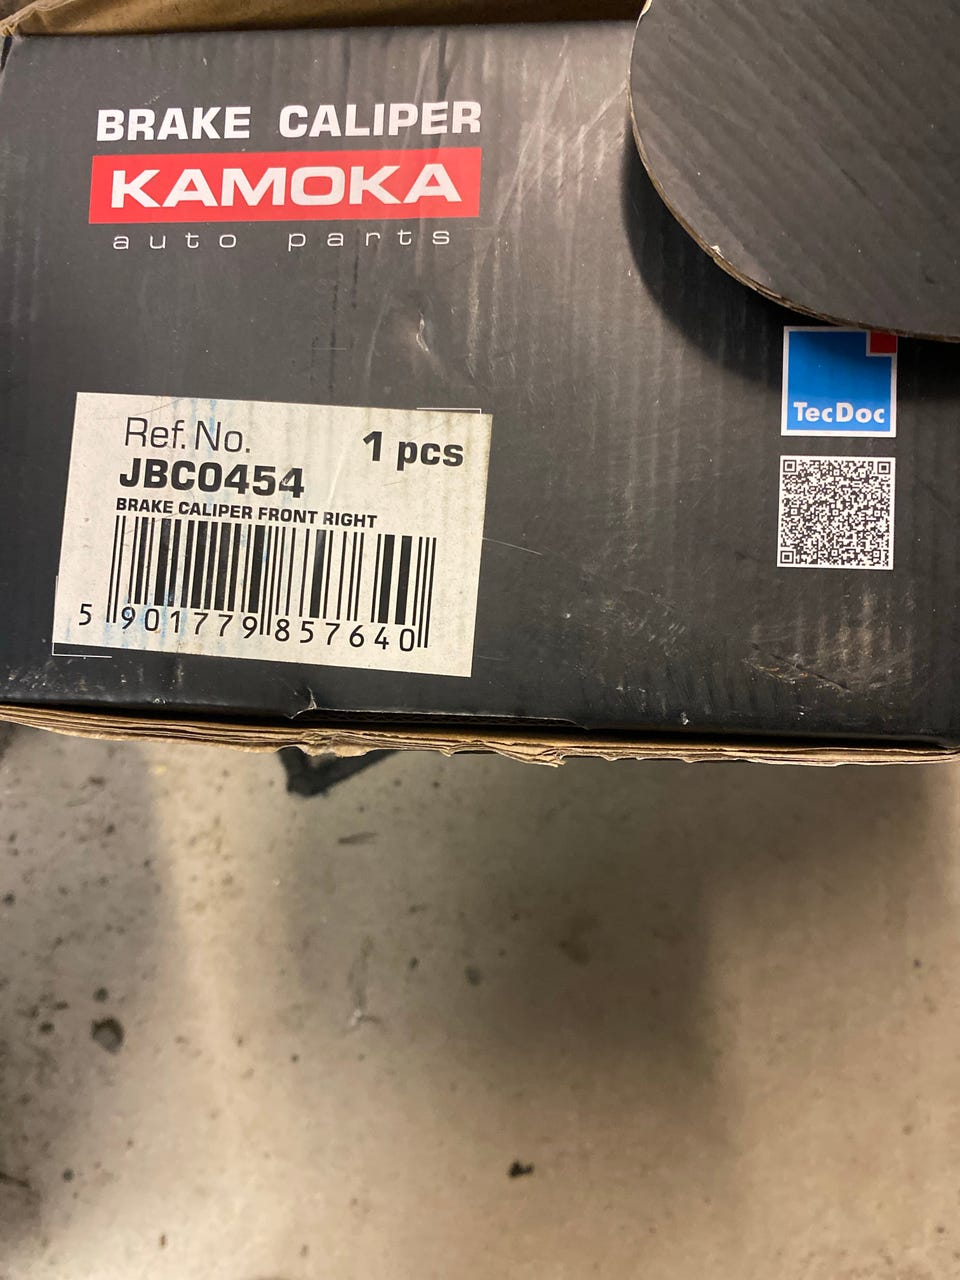 BRAKE CALIPER
KAMOKA
auto parts
TecDoc
Ref. No.
1 pcs
JBC0454
BRAKE CALIPER FRONT RIGHT
5 901779 857640